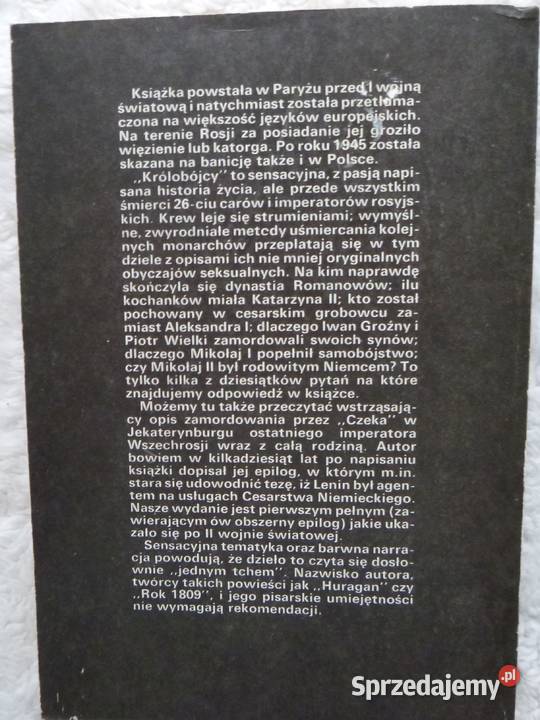 Książka powstała w Paryżu przed I wojną
światową i natychmiast została przetłuma-
czona na większość języków europejskich.
Na terenie Rosji za posiadanie jej groziło
więzienie lub katorga. Po roku 1945 została
skazana na banicję także i w Polsce.
„Królobójcy" to sensacyjna, z pasją napi-
sana historia życia, ale przede wszystkim
śmierci 26-ciu carów i imperatorów rosyjs-
kich. Krew leje się strumieniami; wymyśl-
ne, zwyrodniałe metody uśmiercania kolej-
nych monarchów przepłatają się w tym
dziele z opisami ich nie mniej oryginalnych
obyczajów seksualnych. Na kim naprawdę
skończyła się dynastia Romanowów; ilu
kochanków miała Katarzyna II; kto został
pochowany w cesarskim grobowcu za-
miast Aleksandra I; dlaczego Iwan Groźny i
Piotr Wielki zamordowali swoich synów;
dlaczego Mikołaj I popełnił samobójstwo;
czy Mikołaj II był rodowitym Niemcem? To
tylko kilka z dziesiątków pytań na które
znajdujemy odpowiedź w książce.
Możemy tu także przeczytać wstrząsają-
cy opis zamordowania przez „Czeka" w
Jekaterynburgu ostatniego imperatora
Wszechrosji wraz z całą rodziną. Autor
bowiem w kilkadziesiąt lat po napisaniu
książki dopisał jej epilog, w którym m.in.
stara się udowodnić tezę, iż Lenin był agen-
tem na usługach Cesarstwa Niemieckiego.
Nasze wydanie jest pierwszym pełnym (za-
wierającym ów obszerny epilog) jakie uka-
zało się po II wojnie światowej.
Sensacyjna tematyka oraz barwna narra-
cja powodują, że dzieło to czyta się dosło-
wnie „jednym tchem". Nazwisko autora,
twórcy takich powieści jak „Huragan" czy
„Rok 1809", i jego pisarskie umiejętności
nie wymagają rekomendacji.
Sprzedajemy.pl